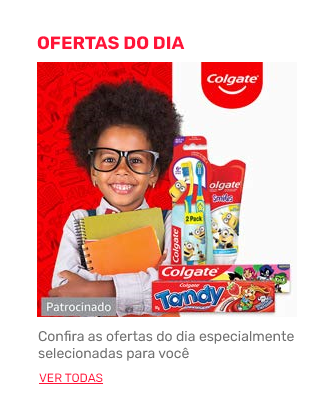 OFERTAS DO DIA
Colgate
2 Pack
Colgate
Smiles
Colgate
Colgate
Colgate
Tandy
Patrocinado
Confira as ofertas do dia especialmente
selecionadas para você
VER TODAS